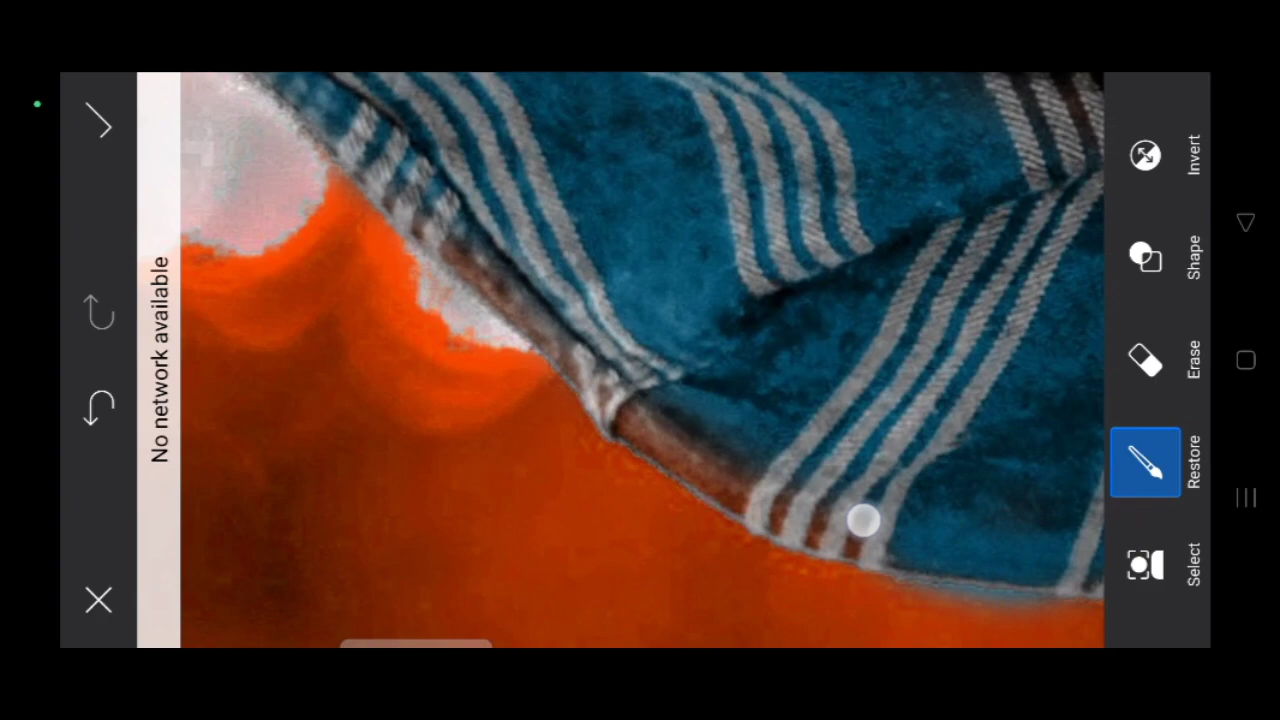 No network available
Select
Restore
Erase
Shape
Invert